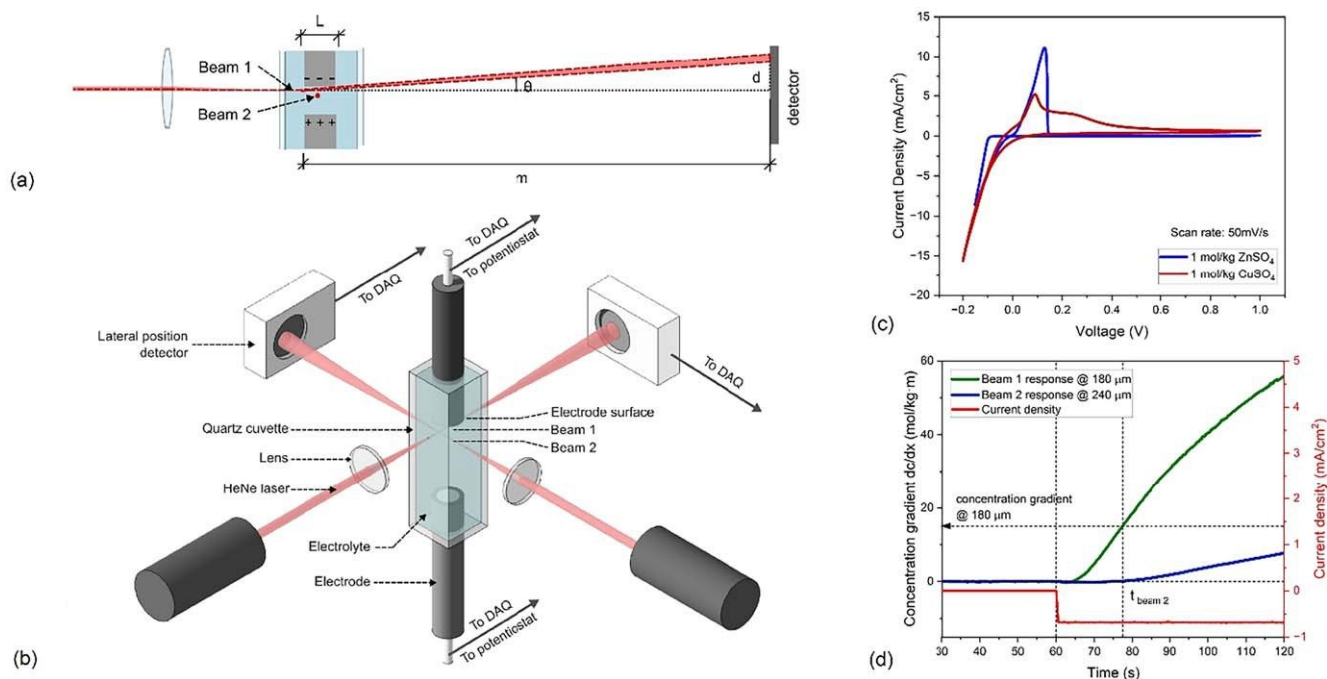 L
Beam 1
Beam 2
- - -
+ + +
θ
d
detector
m
(a)
To DAQ
To potentiostat
To DAQ
Lateral position
detector
To DAQ
Quartz cuvette
Electrode surface
Beam 1
Beam 2
Lens
HeNe laser
Electrolyte
Electrode
To DAQ
To potentiostat
(b)
Current Density (mA/cm²)
15
10
5
0
−5
−10
−15
−20
Scan rate: 50mV/s
1 mol/kg ZnSO₄
1 mol/kg CuSO₄
−0.2 0.0 0.2 0.4 0.6 0.8 1.0
Voltage (V)
(c)
Concentration gradient dc/dx (mol/kg·m)
60
40
20
0
Beam 1 response @ 180 μm
Beam 2 response @ 240 μm
Current density
concentration gradient
@ 180 μm
t beam 2
5
4
3
2
1
0
−1
Current density (mA/cm²)
30 40 50 60 70 80 90 100 110 120
Time (s)
(d)